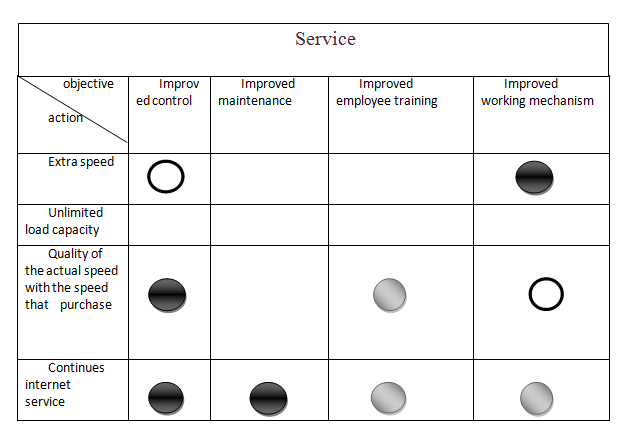 Service
objective
action
Improv
ed control
Improved
maintenance
Improved
employee training
Improved
working mechanism
Extra speed
Unlimited
load capacity
Quality of
the actual speed
with the speed
that purchase
Continues
internet
service